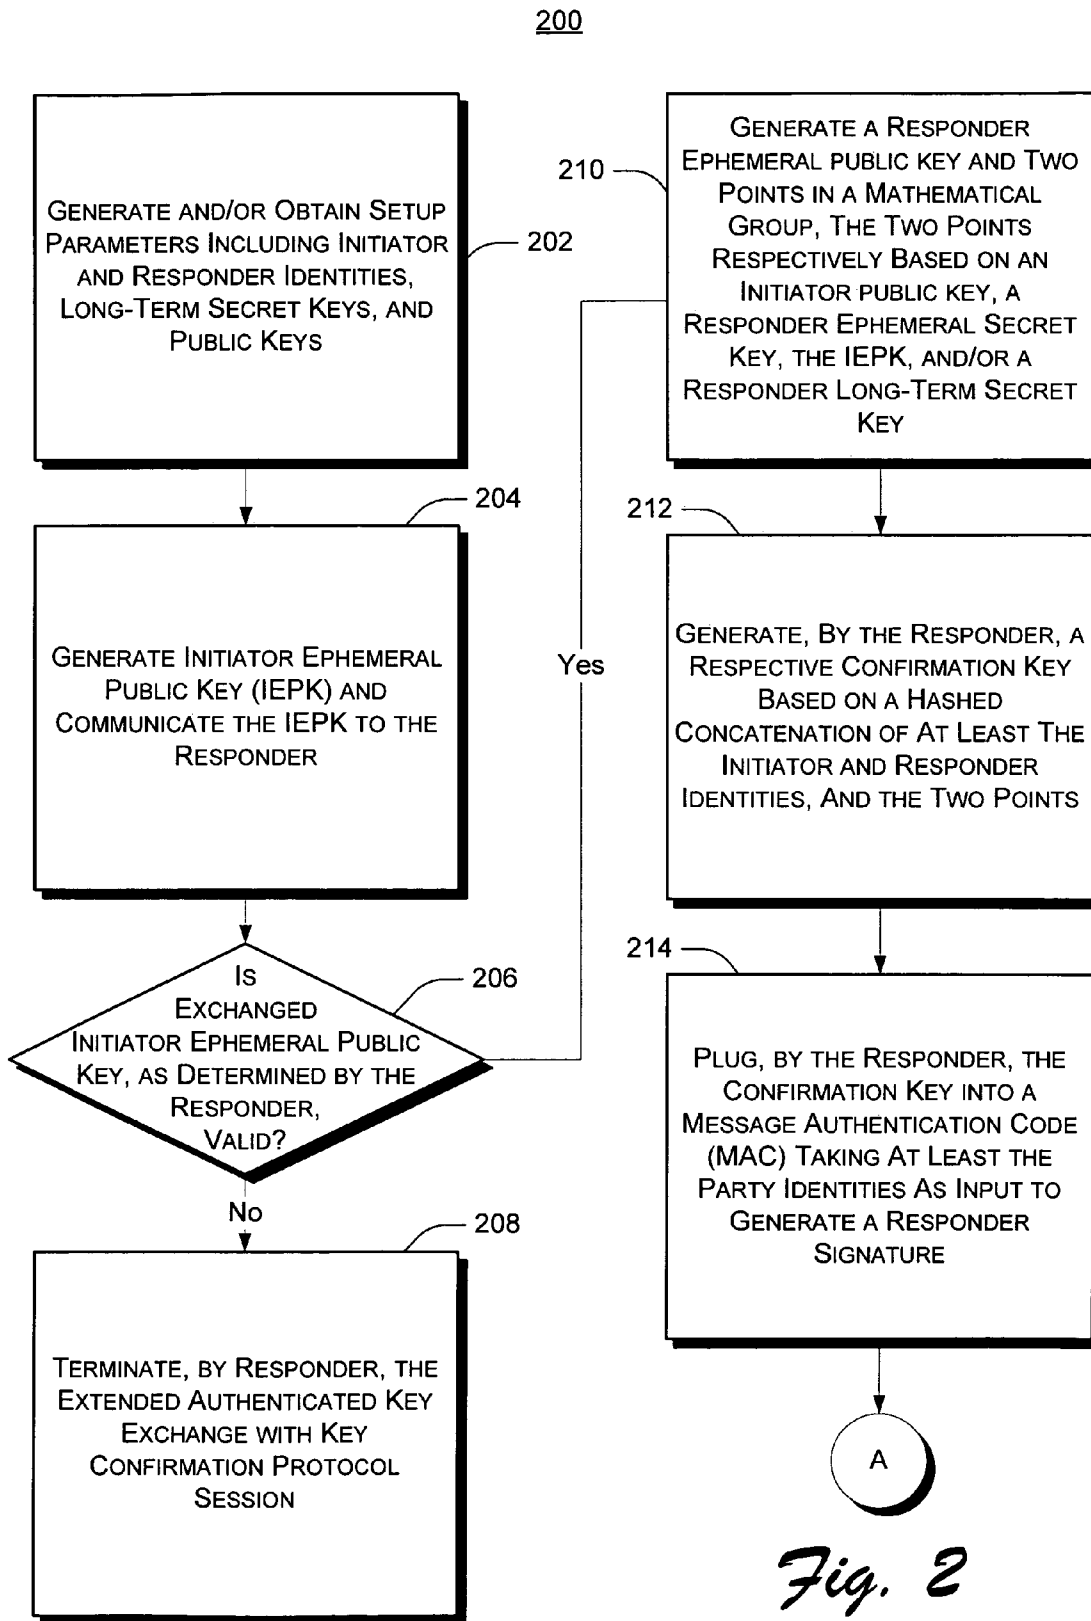 200
GENERATE AND/OR OBTAIN SETUP
PARAMETERS INCLUDING INITIATOR
AND RESPONDER IDENTITIES,
LONG-TERM SECRET KEYS, AND
PUBLIC KEYS
202
204
GENERATE INITIATOR EPHEMERAL
PUBLIC KEY (IEPK) AND
COMMUNICATE THE IEPK TO THE
RESPONDER
206
IS
EXCHANGED
INITIATOR EPHEMERAL PUBLIC
KEY, AS DETERMINED BY THE
RESPONDER,
VALID?
Yes
No
208
TERMINATE, BY RESPONDER, THE
EXTENDED AUTHENTICATED KEY
EXCHANGE WITH KEY
CONFIRMATION PROTOCOL
SESSION
210
GENERATE A RESPONDER
EPHEMERAL PUBLIC KEY AND TWO
POINTS IN A MATHEMATICAL
GROUP, THE TWO POINTS
RESPECTIVELY BASED ON AN
INITIATOR PUBLIC KEY, A
RESPONDER EPHEMERAL SECRET
KEY, THE IEPK, AND/OR A
RESPONDER LONG-TERM SECRET
KEY
212
GENERATE, BY THE RESPONDER, A
RESPECTIVE CONFIRMATION KEY
BASED ON A HASHED
CONCATENATION OF AT LEAST THE
INITIATOR AND RESPONDER
IDENTITIES, AND THE TWO POINTS
214
PLUG, BY THE RESPONDER, THE
CONFIRMATION KEY INTO A
MESSAGE AUTHENTICATION CODE
(MAC) TAKING AT LEAST THE
PARTY IDENTITIES AS INPUT TO
GENERATE A RESPONDER
SIGNATURE
A
Fig. 2